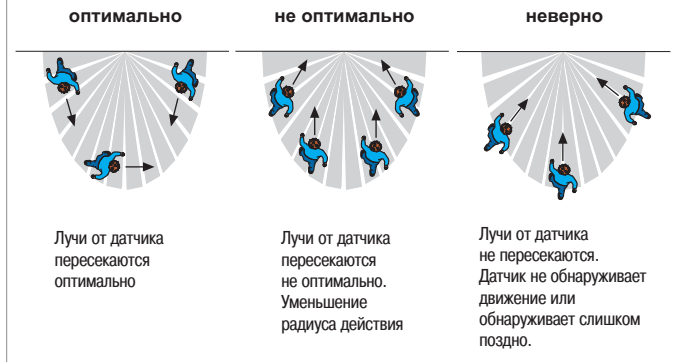 оптимально
не оптимально
неверно
Лучи от датчика
пересекаются
оптимально
Лучи от датчика
пересекаются
не оптимально.
Уменьшение
радиуса действия
Лучи от датчика
не пересекаются.
Датчик не обнаруживает
движение или
обнаруживает слишком
поздно.